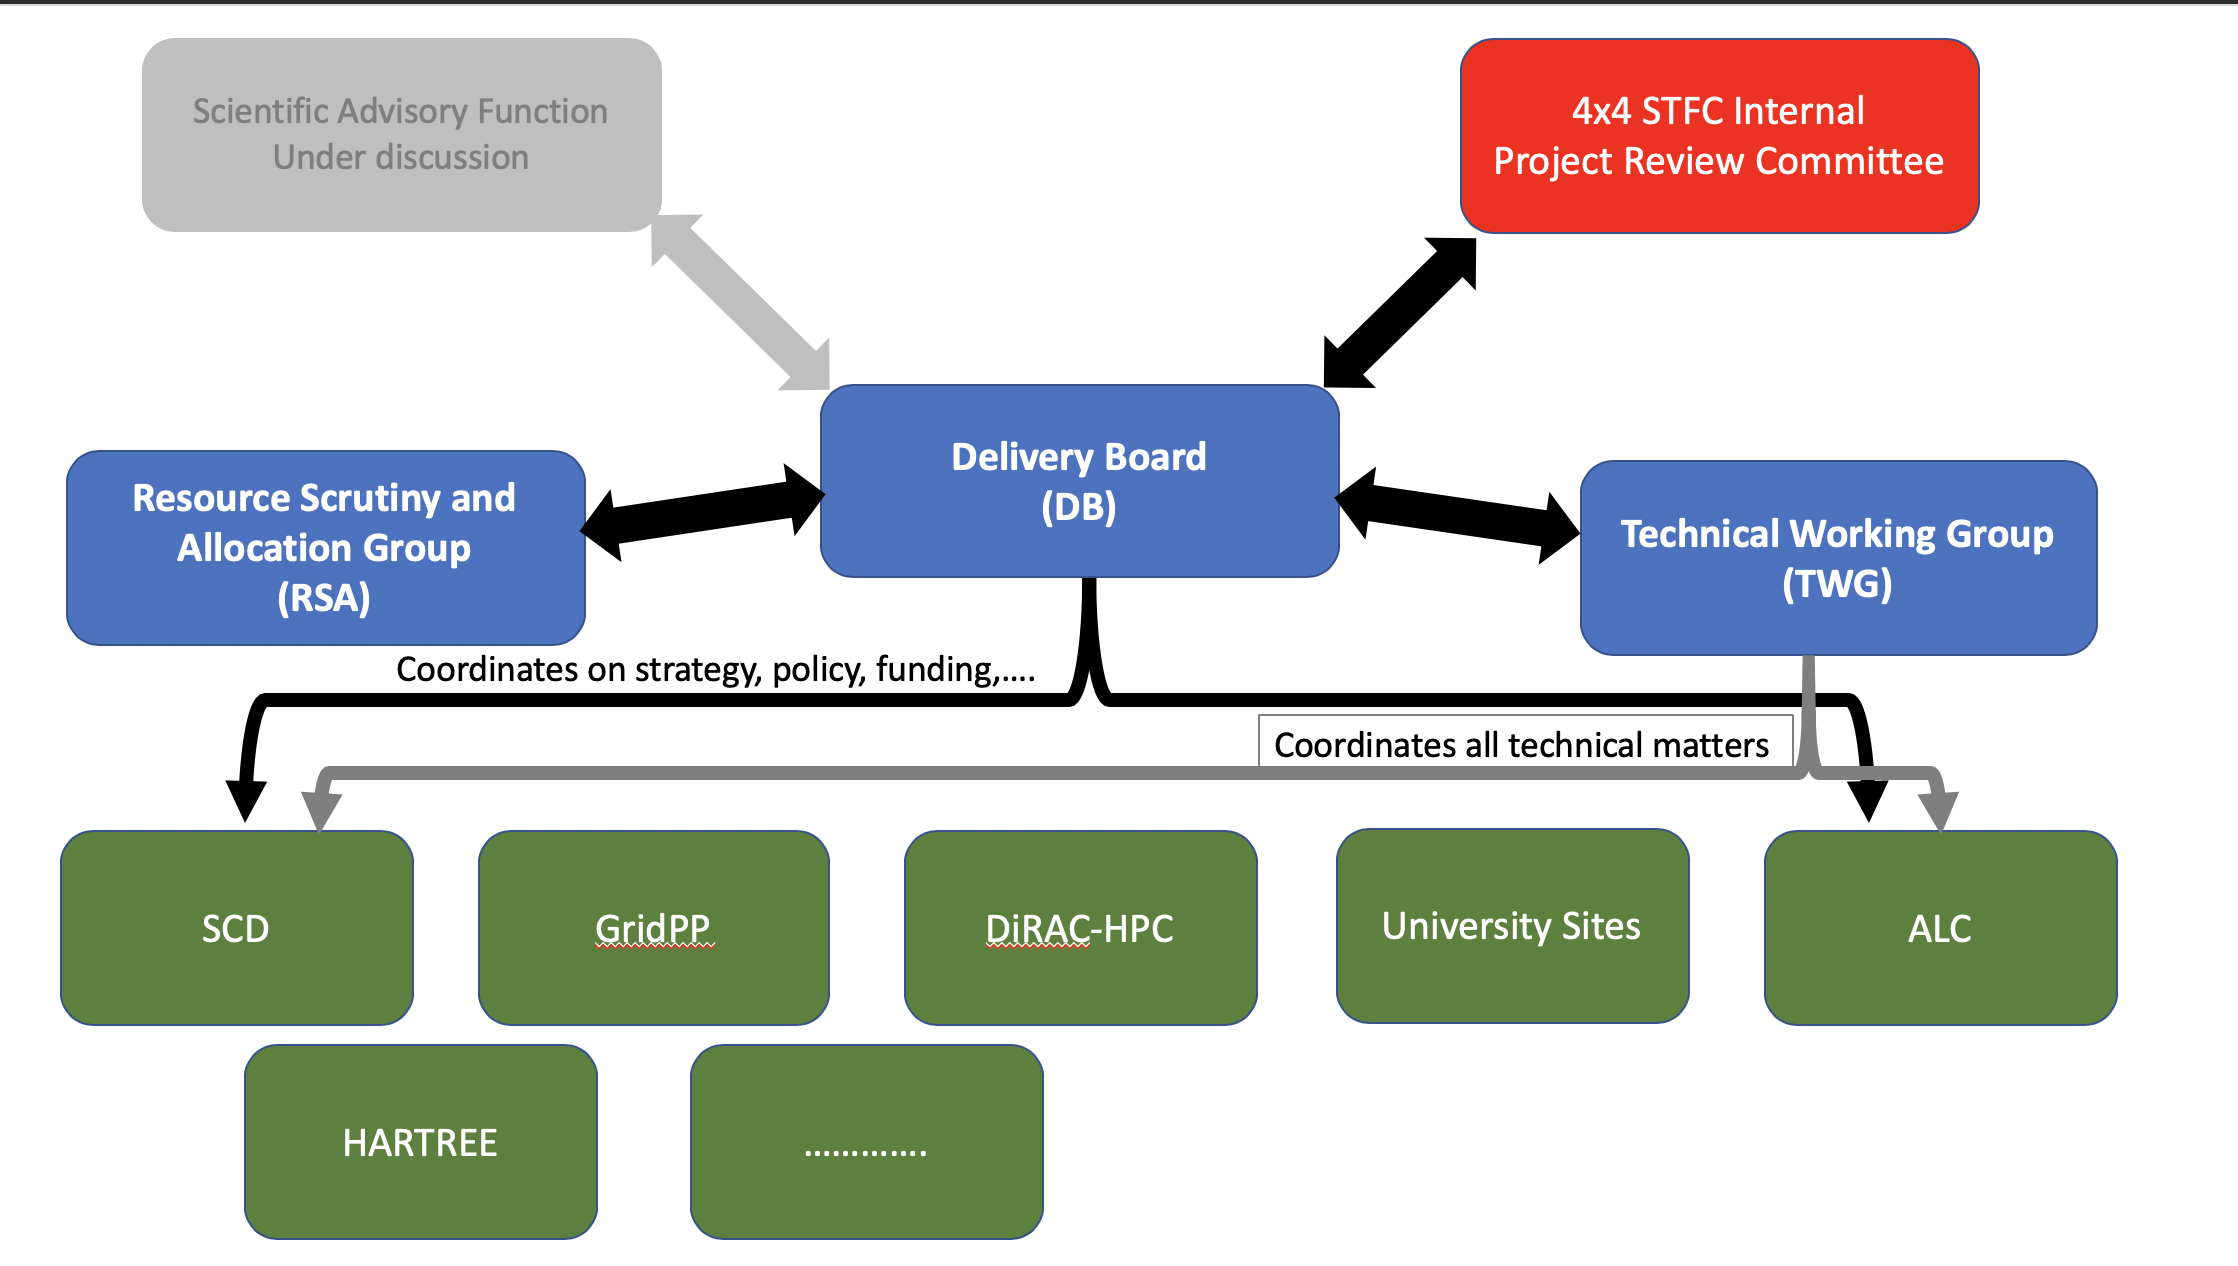 Scientific Advisory Function
Under discussion
4x4 STFC Internal
Project Review Committee
Delivery Board
(DB)
Resource Scrutiny and
Allocation Group
(RSA)
Technical Working Group
(TWG)
Coordinates on strategy, policy, funding,....
Coordinates all technical matters
SCD
GridPP
DiRAC-HPC
University Sites
ALC
HARTREE
.............